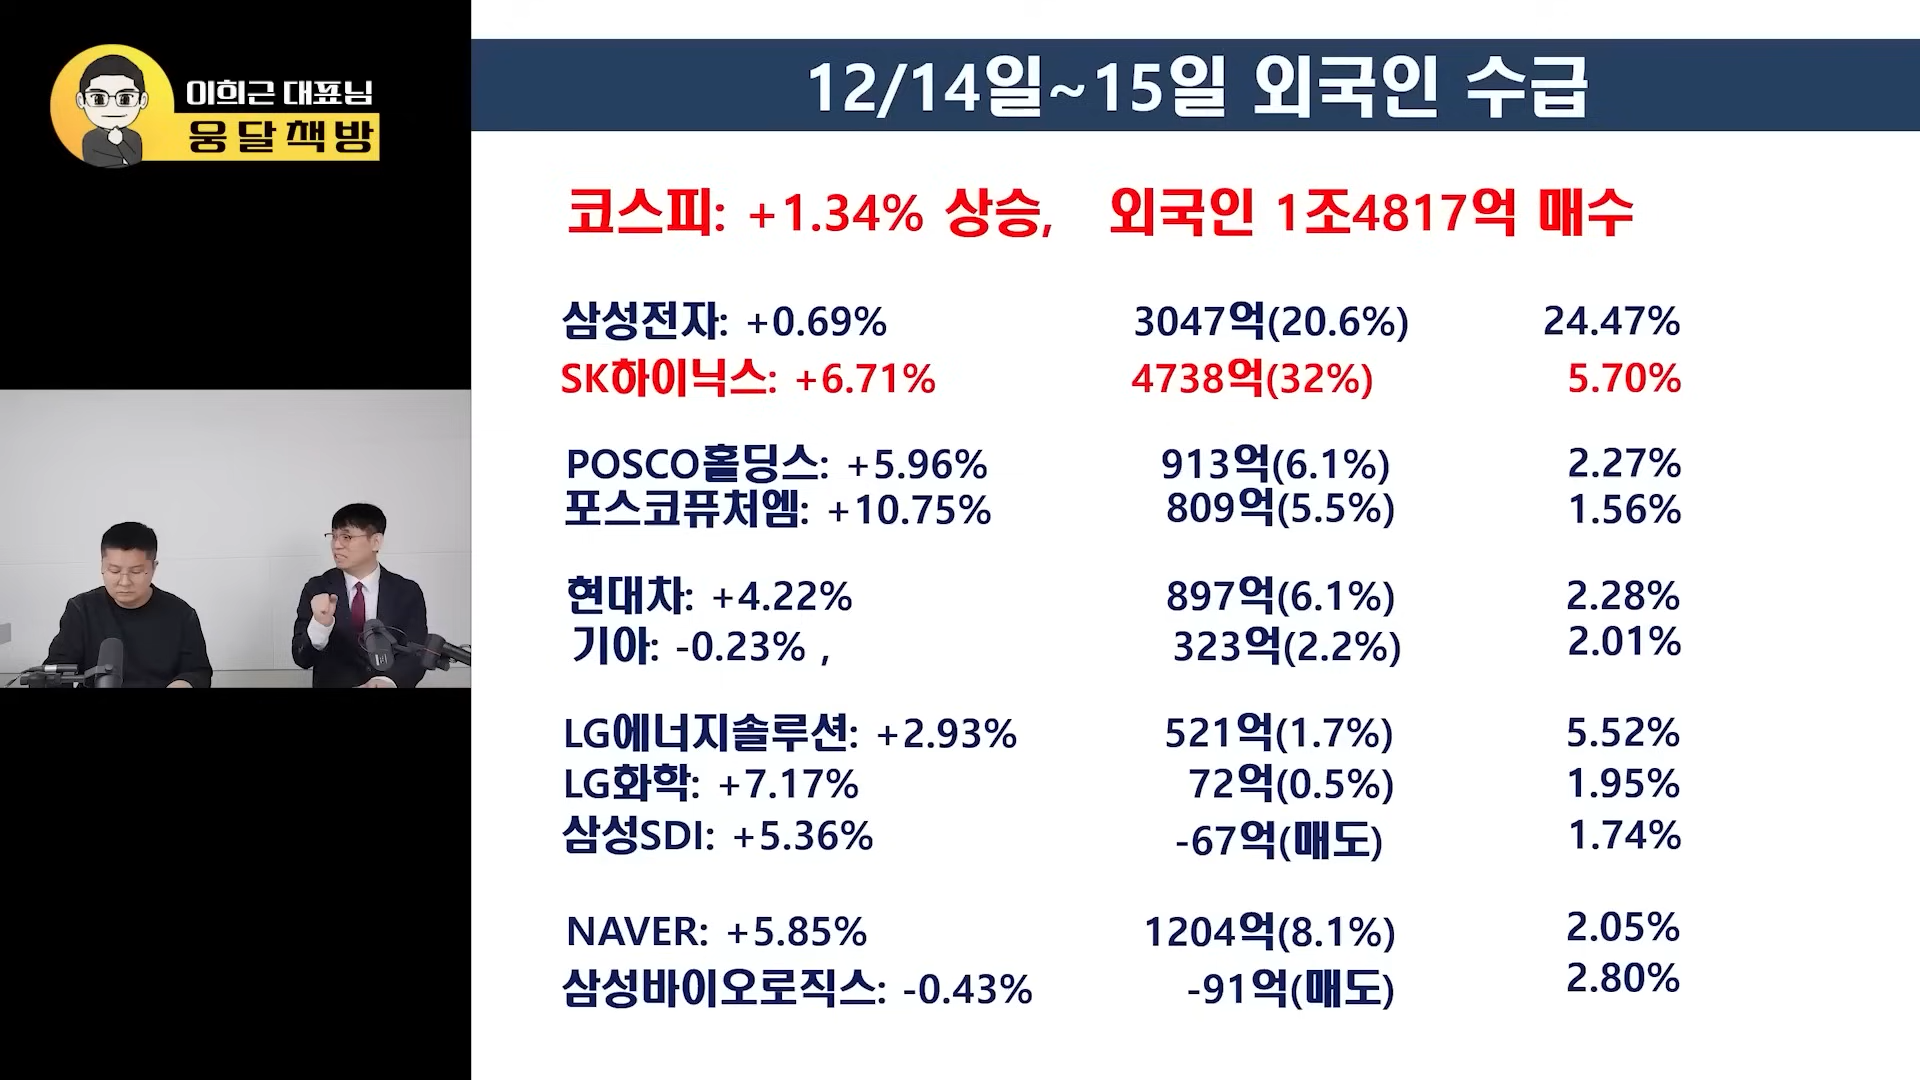 이희근 대표님
웅달책방
12/14일~15일 외국인 수급
코스피: +1.34% 상승, 외국인 1조4817억 매수
삼성전자: +0.69% 3047억(20.6%) 24.47%
SK하이닉스: +6.71% 4738억(32%) 5.70%
POSCO홀딩스: +5.96% 913억(6.1%) 2.27%
포스코퓨처엠: +10.75% 809억(5.5%) 1.56%
현대차: +4.22% 897억(6.1%) 2.28%
기아: -0.23% , 323억(2.2%) 2.01%
LG에너지솔루션: +2.93% 521억(1.7%) 5.52%
LG화학: +7.17% 72억(0.5%) 1.95%
삼성SDI: +5.36% -67억(매도) 1.74%
NAVER: +5.85% 1204억(8.1%) 2.05%
삼성바이오로직스: -0.43% -91억(매도) 2.80%